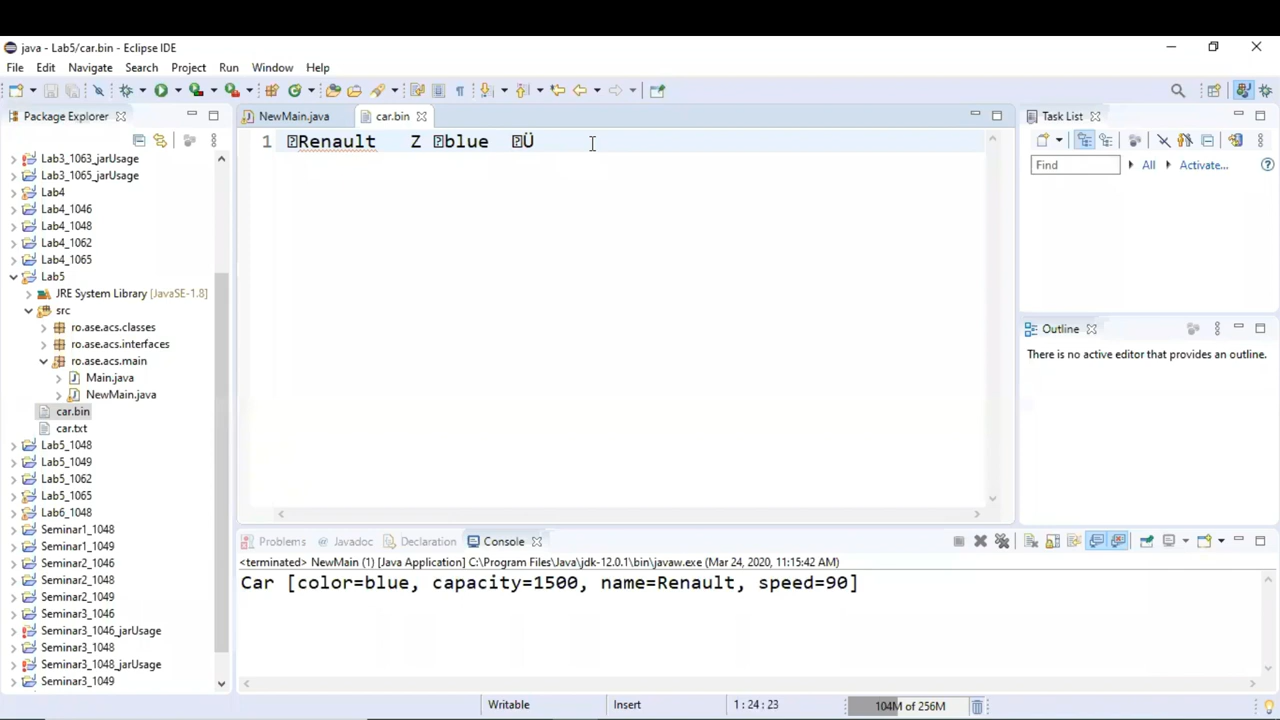 java - Lab5/car.bin - Eclipse IDE
File Edit Navigate Search Project Run Window Help
Package Explorer
NewMain.java
car.bin
Task List
Lab3_1063_jarUsage
Lab3_1065_jarUsage
Lab4
Lab4_1046
Lab4_1048
Lab4_1062
Lab4_1065
Lab5
JRE System Library [JavaSE-1.8]
src
ro.ase.acs.classes
ro.ase.acs.interfaces
ro.ase.acs.main
Main.java
NewMain.java
car.bin
car.txt
Lab5_1048
Lab5_1049
Lab5_1062
Lab5_1065
Lab6_1048
Seminar1_1048
Seminar1_1049
Seminar2_1046
Seminar2_1048
Seminar2_1049
Seminar3_1046
Seminar3_1046_jarUsage
Seminar3_1048
Seminar3_1048_jarUsage
Seminar3_1049
1 Renault Z blue Ü
Find All Activate...
Outline
There is no active editor that provides an outline.
Problems Javadoc Declaration Console
<terminated> NewMain (1) [Java Application] C:\Program Files\Java\jdk-12.0.1\bin\javaw.exe (Mar 24, 2020, 11:15:42 AM)
Car [color=blue, capacity=1500, name=Renault, speed=90]
Writable Insert 1 : 24 : 23 104M of 256M